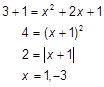 3+1=x²+2x+1
4=(x+1)²
2=|x+1|
x=1,-3